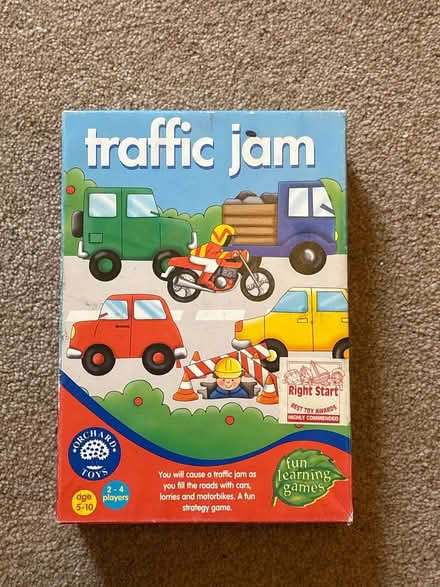 traffic jam
Right Start
BEST TOY AWARDS
HIGHLY COMMENDED
ORCHARD
TOYS
fun
learning
games
You will cause a traffic jam as
you fill the roads with cars,
lorries and motorbikes. A fun
strategy game.
age
5-10
2 - 4
players